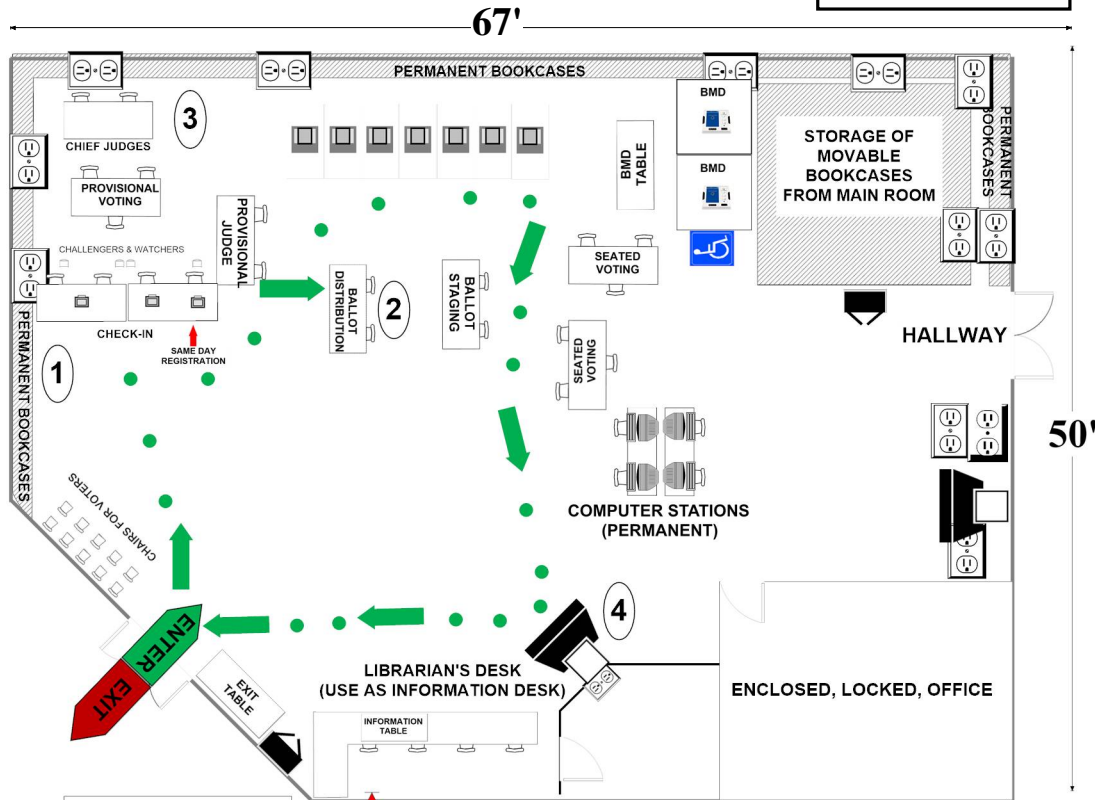 67'
PERMANENT BOOKCASES
BMD
CHIEF JUDGES
3
PROVISIONAL
VOTING
PROVISIONAL
JUDGE
BMD
TABLE
BMD
STORAGE OF
MOVABLE
BOOKCASES
FROM MAIN ROOM
PERMANENT
BOOKCASES
CHALLENGERS & WATCHERS
CHECK-IN
SAME DAY
REGISTRATION
BALLOT
DISTRIBUTION
2
BALLOT
STAGING
SEATED
VOTING
SEATED
VOTING
HALLWAY
1
PERMANENT BOOKCASES
50'
CHAIRS FOR VOTERS
COMPUTER STATIONS
(PERMANENT)
ENTER
EXIT
4
EXIT
TABLE
LIBRARIAN'S DESK
(USE AS INFORMATION DESK)
INFORMATION
TABLE
ENCLOSED, LOCKED, OFFICE